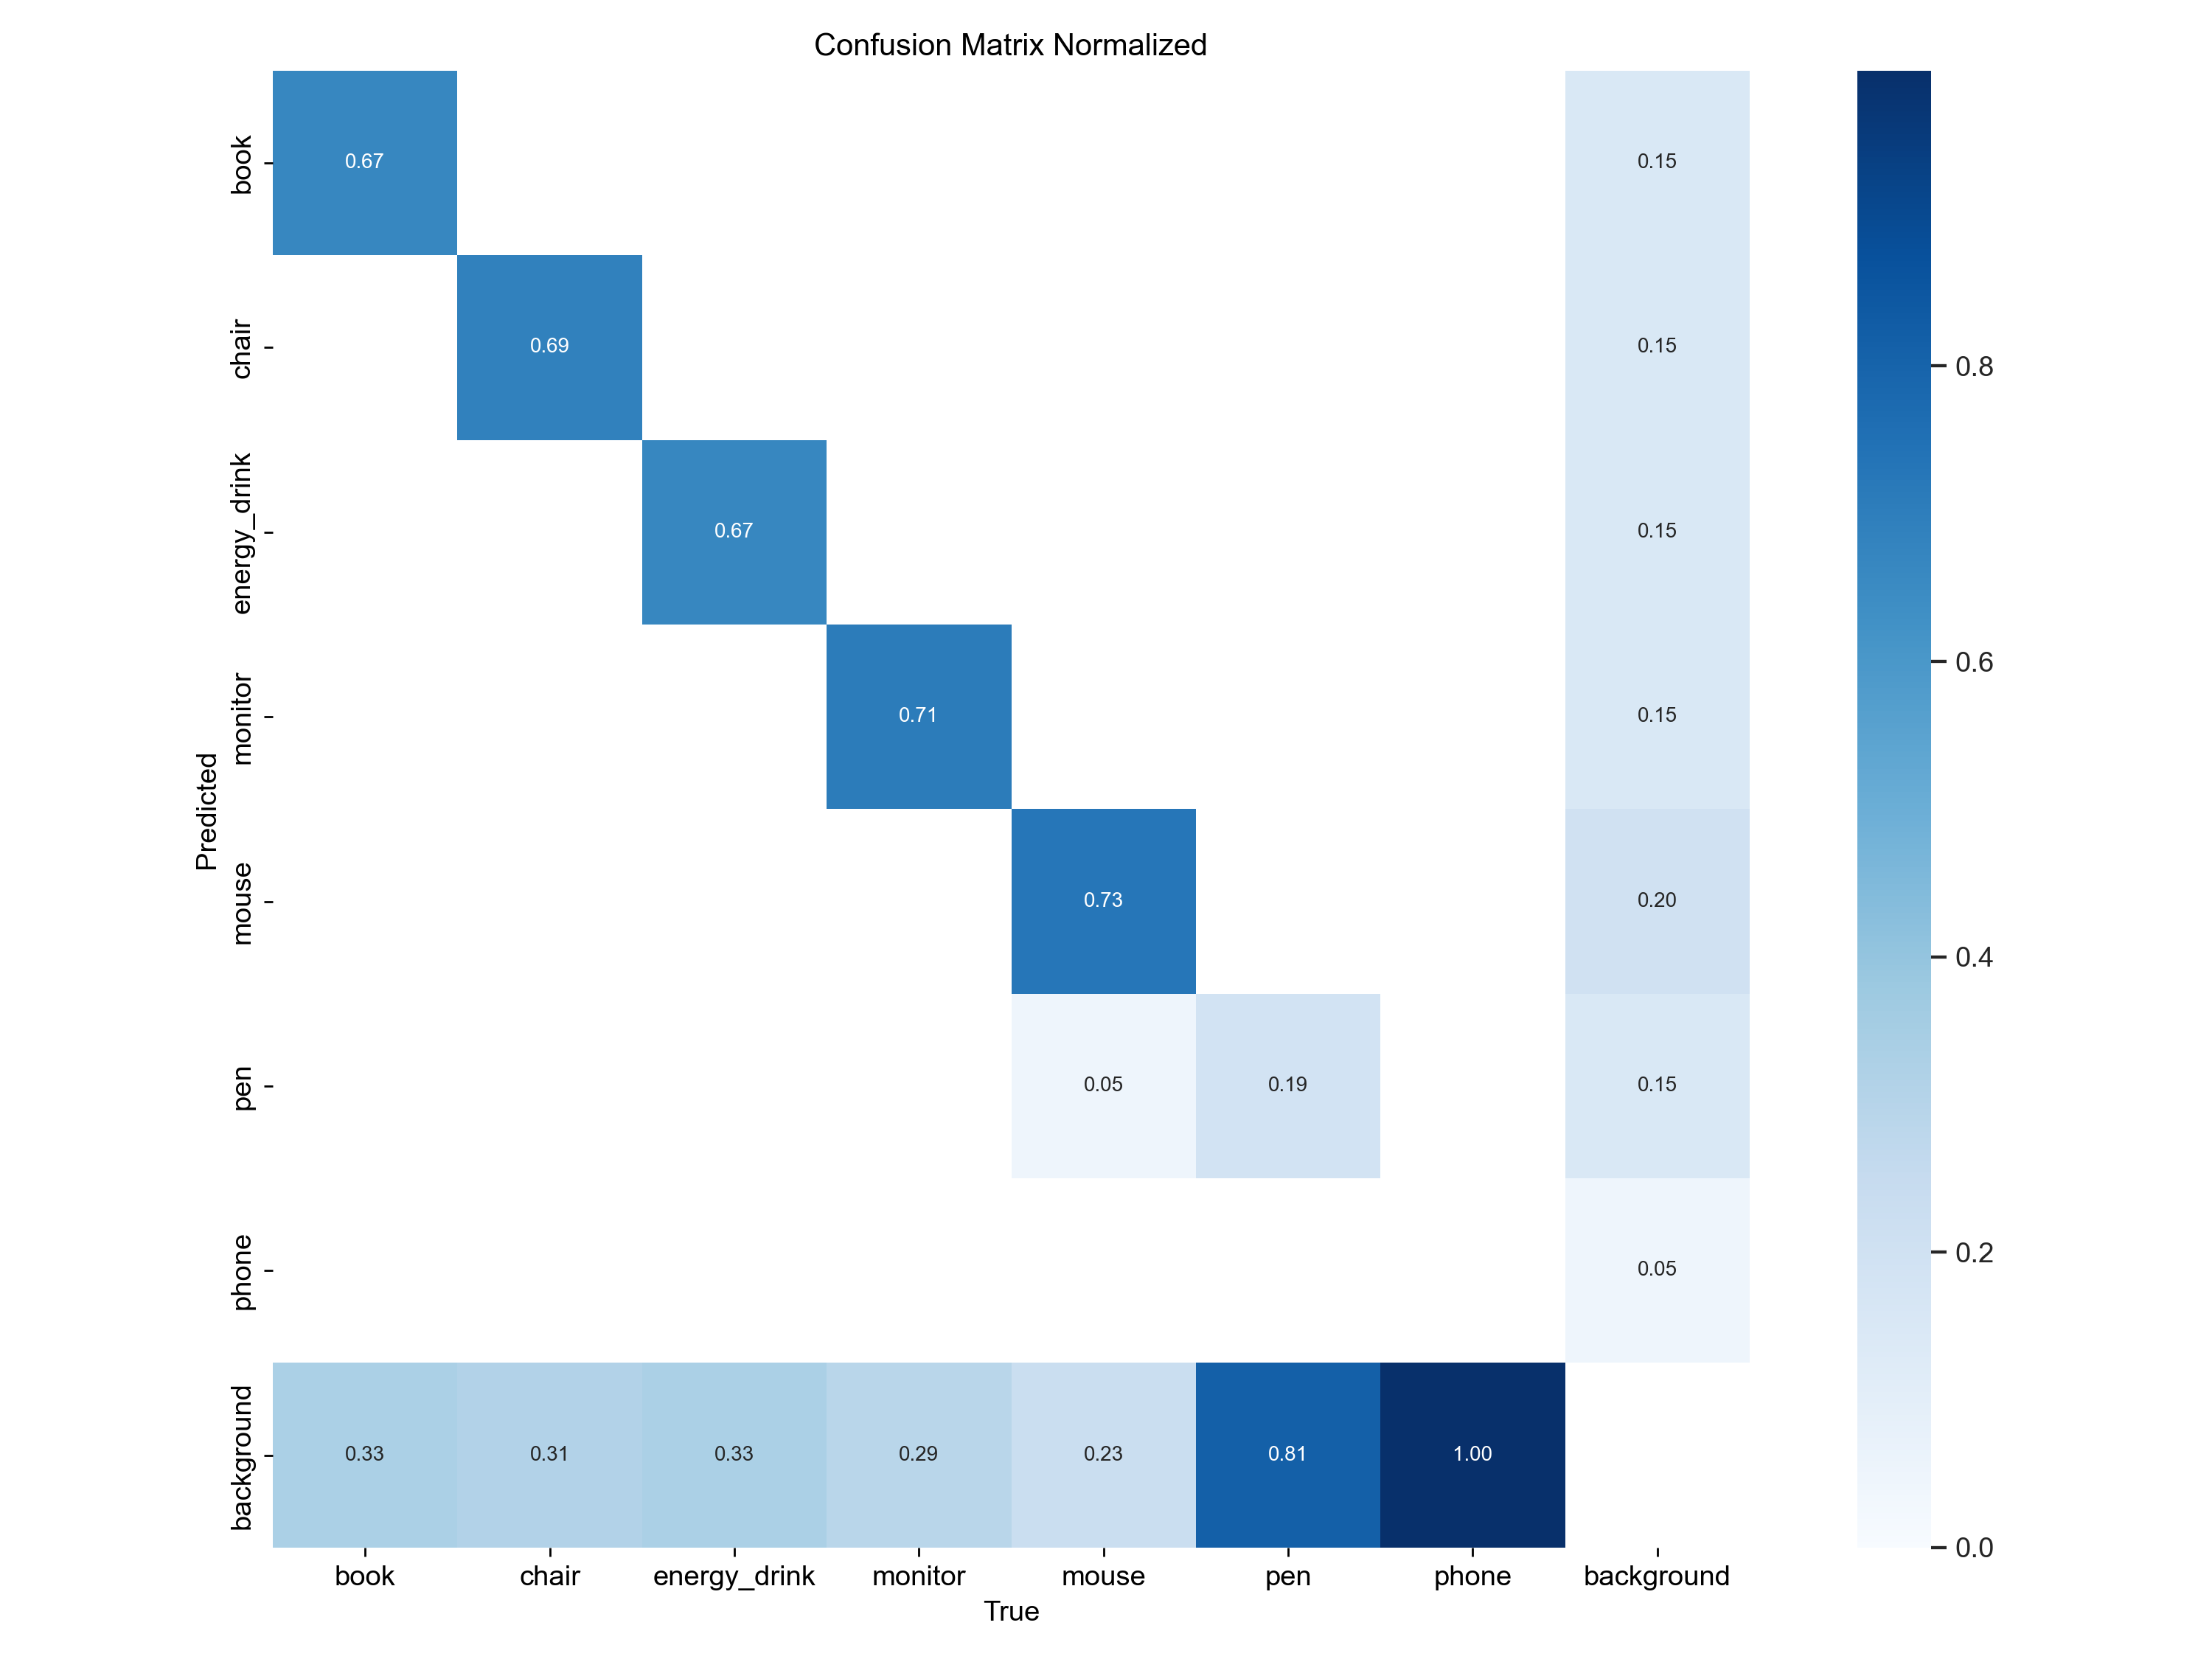 Confusion Matrix Normalized
Predicted
book
0.67
0.15
chair
0.69
0.15
energy_drink
0.67
0.15
monitor
0.71
0.15
mouse
0.73
0.20
pen
0.05
0.19
0.15
phone
0.05
background
0.33
0.31
0.33
0.29
0.23
0.81
1.00
book
chair
energy_drink
monitor
mouse
pen
phone
background
True
0.8
0.6
0.4
0.2
0.0